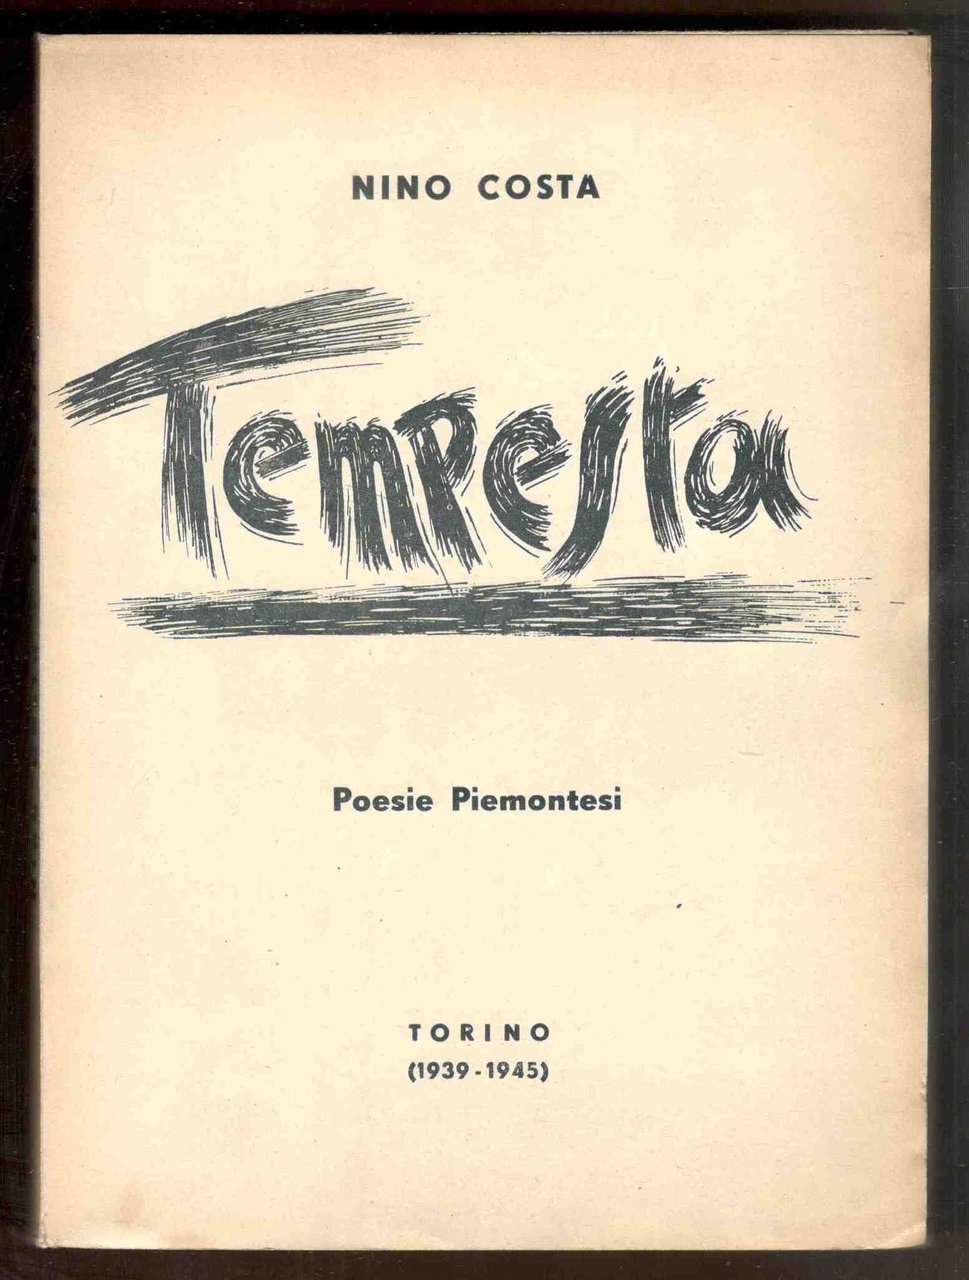 NINO COSTA
Tempesta
Poesie Piemontesi
TORINO
(1939-1945)